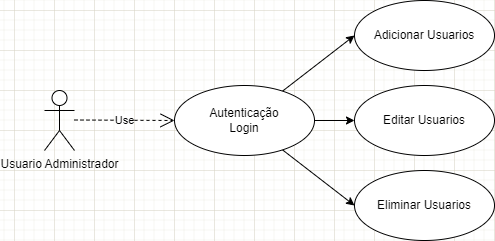 Adicionar Usuarios
Use
Autenticação
Login
Editar Usuarios
Usuario Administrador
Eliminar Usuarios